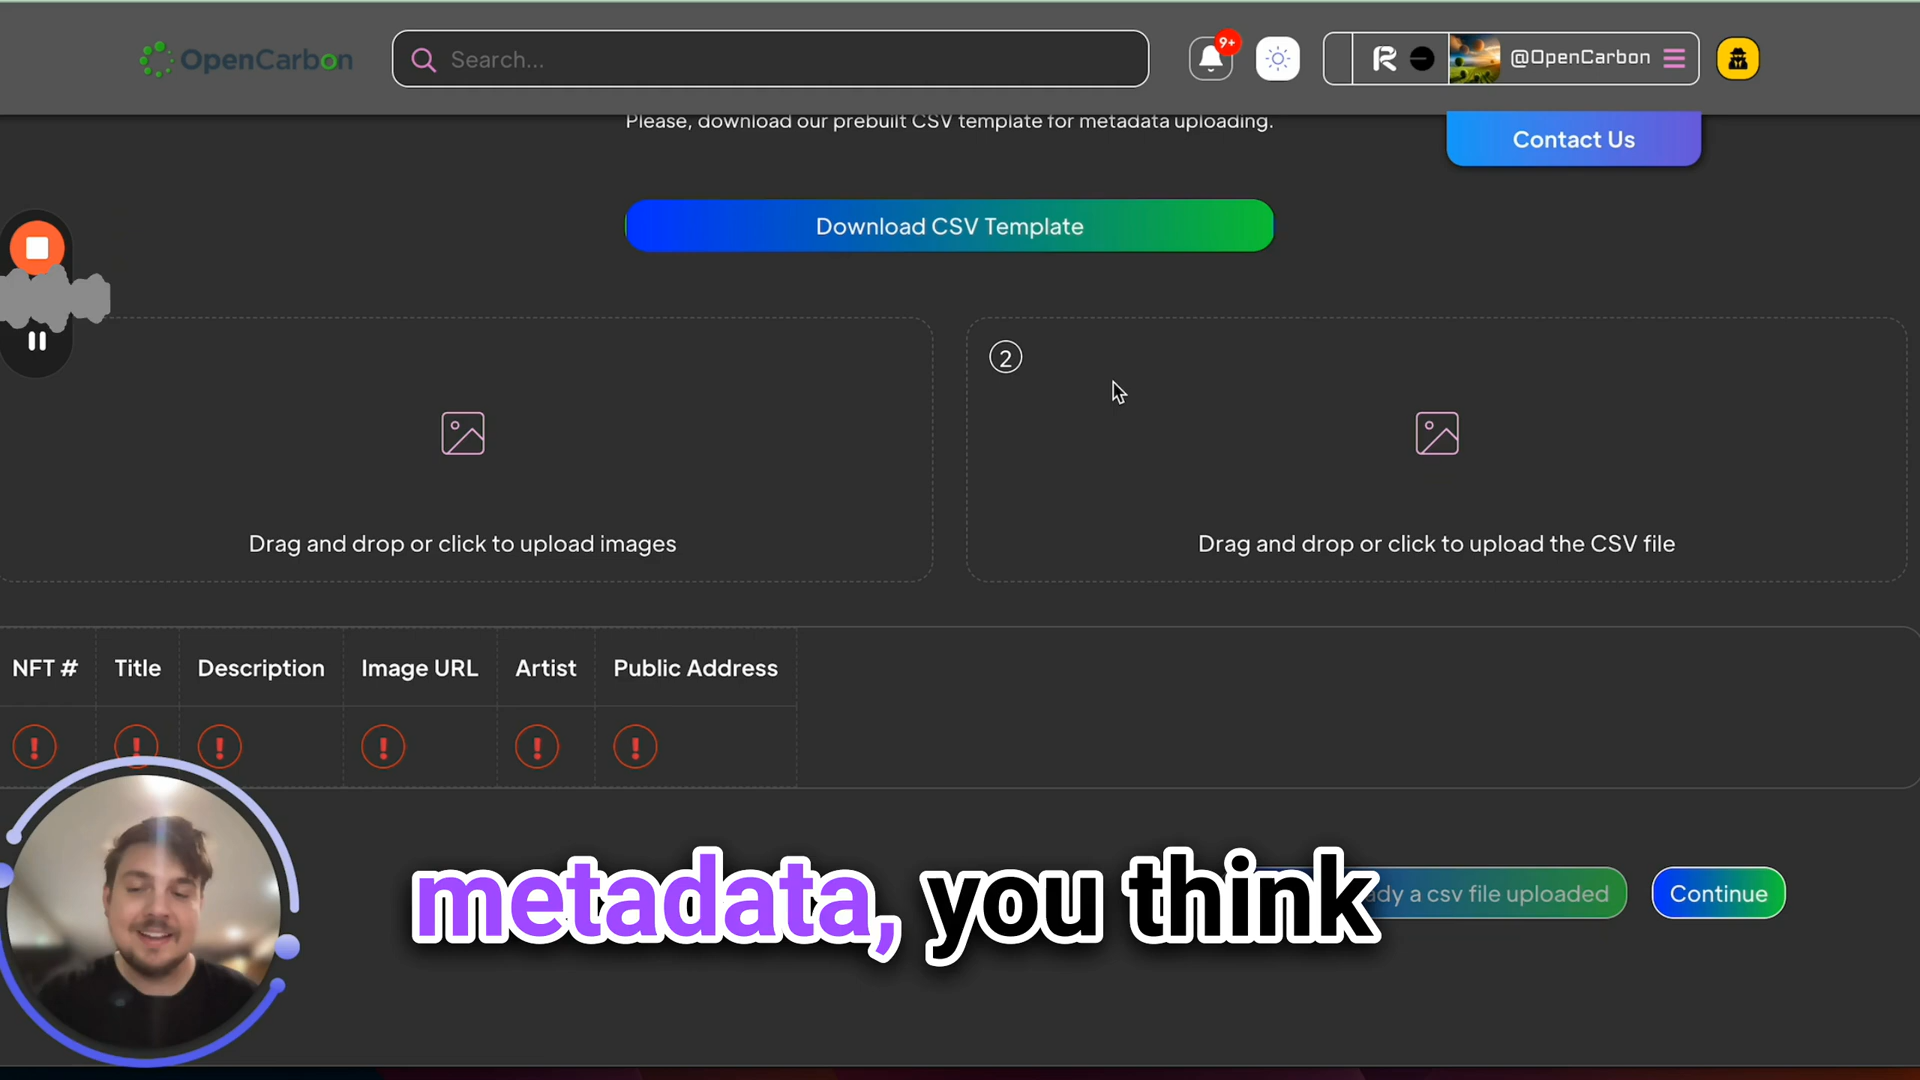 OpenCarbon
Search...
9+
@OpenCarbon
Please, download our prebuilt CSV template for metadata uploading.
Contact Us
Download CSV Template
2
Drag and drop or click to upload images
Drag and drop or click to upload the CSV file
NFT # Title Description Image URL Artist Public Address
! ! ! ! ! !
metadata, you think
a csv file uploaded
Continue